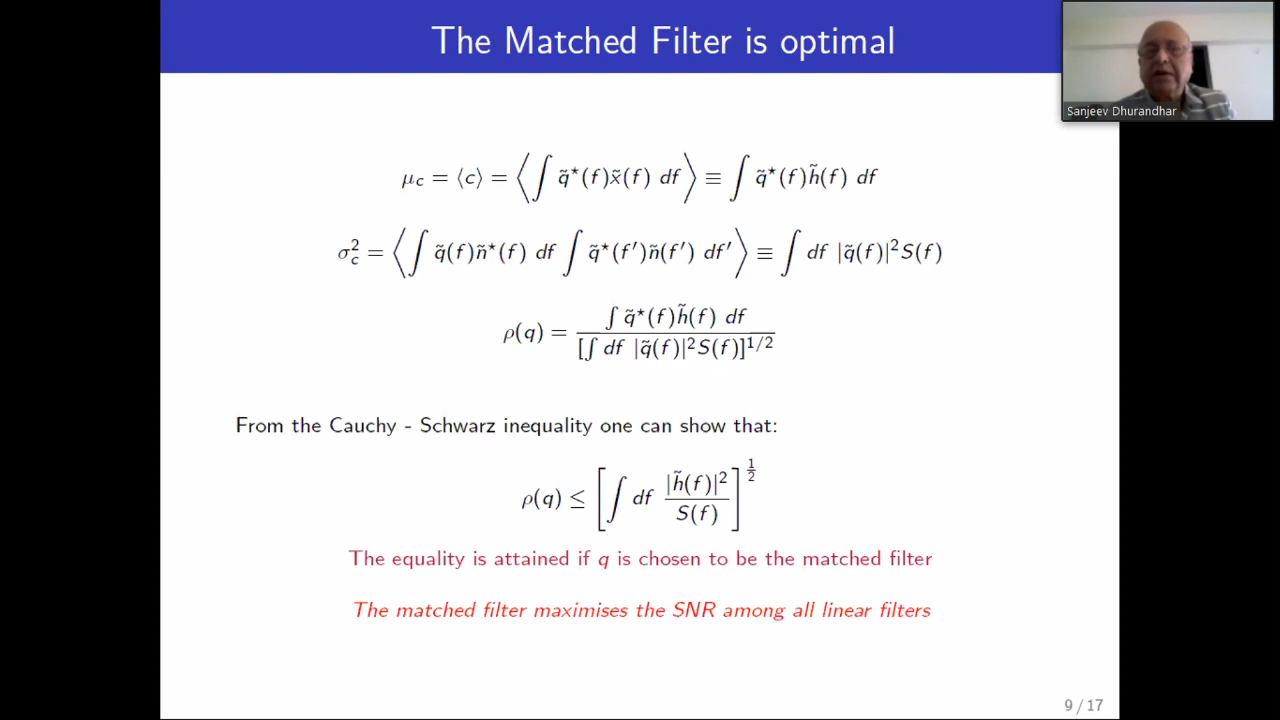 The Matched Filter is optimal
Sanjeev Dhurandhar
μ_c = ⟨c⟩ = ⟨∫ q̃*(f)x̃(f) df⟩ ≡ ∫ q̃*(f)h̃(f) df
σ_c^2 = ⟨∫ q̃(f)ñ*(f) df ∫ q̃*(f′)ñ(f′) df′⟩ ≡ ∫ df |q̃(f)|^2 S(f)
ρ(q) = ∫ q̃*(f)h̃(f) df / [∫ df |q̃(f)|^2 S(f)]^1/2
From the Cauchy - Schwarz inequality one can show that:
ρ(q) ≤ [∫ df |h̃(f)|^2 / S(f)]^1/2
The equality is attained if q is chosen to be the matched filter
The matched filter maximises the SNR among all linear filters
9 / 17